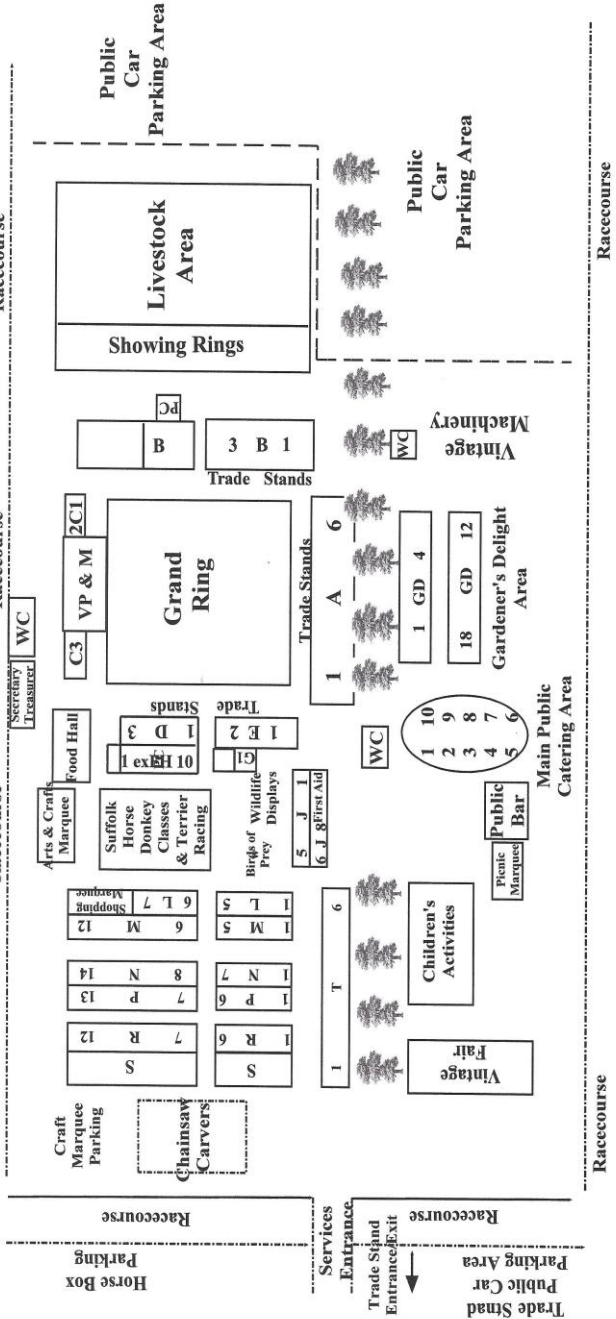 Racecourse
Racecourse
Public
Car
Parking Area
Livestock
Area
Showing Rings
Public
Car
Parking Area
Racecourse
PC
B
3 B 1
Trade Stands
WC
Vintage
Machinery
Secretary
Treasurer
WC
C3
VP & M
2C1
Grand
Ring
Trade Stands
1 A 6
1 GD 4
18 GD 12
Gardener's Delight
Area
Food Hall
Arts & Crafts
Marquee
Trade Stands
1 D 3
1 E 2
G1
Suffolk
Horse
Donkey
Classes
& Terrier
Racing
Birds of
Prey
Wildlife
Displays
5 J 1
6 J 8
First Aid
WC
1 10
2 9
3 8
4 7
5 6
Main Public
Catering Area
Public
Bar
Picnic
Marquee
Shopping
Marquee
6 L 7
6 M 12
1 L 5
1 M 5
8 N 14
7 P 13
1 N 7
1 P 6
7 R 12
S
1 R 6
S
1 T 6
Children's
Activities
Vintage
Fair
Craft
Marquee
Parking
Chainsaw
Carvers
Racecourse
Racecourse
Racecourse
Services
Entrance
Trade Stand
Entrance/Exit
Horse Box
Parking
Trade Stnad
Public Car
Parking Area